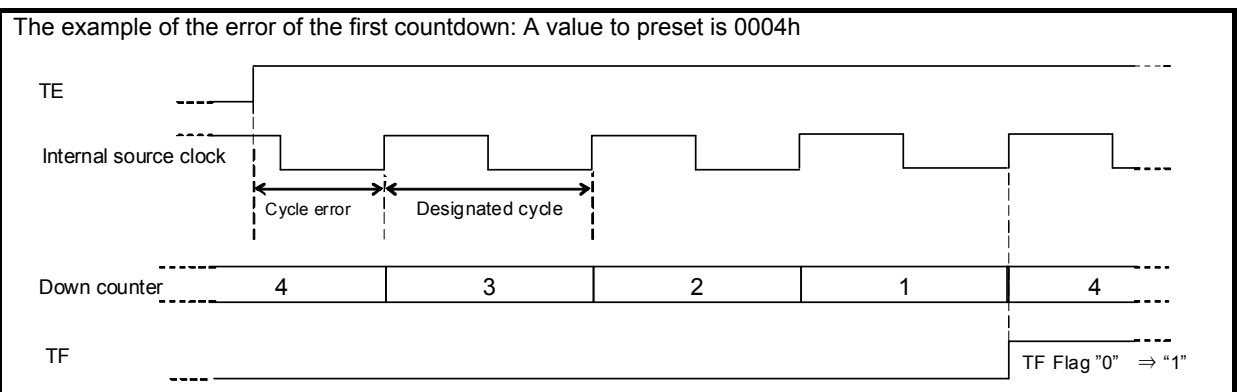 The example of the error of the first countdown: A value to preset is 0004h
TE
Internal source clock
Cycle error
Designated cycle
Down counter
4 3 2 1 4
TF
TF Flag "0" ⇒ “1”